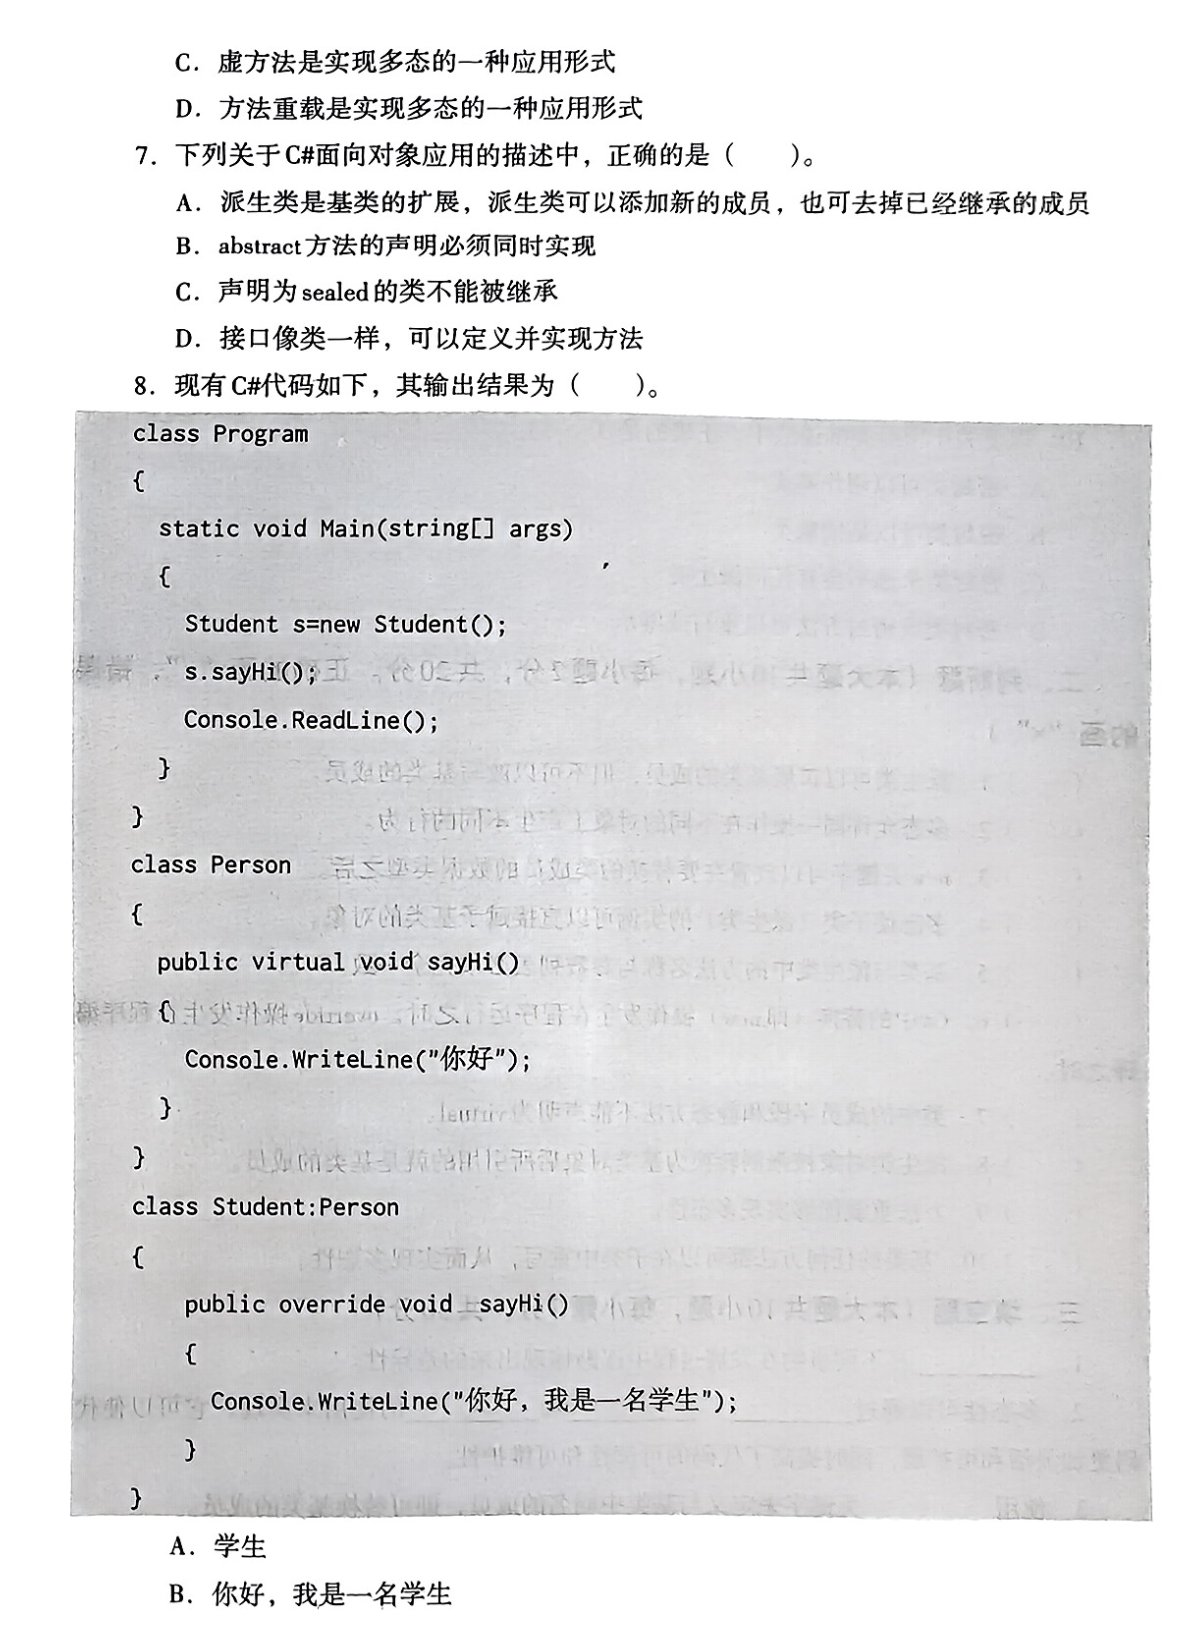 C. 虚方法是实现多态的一种应用形式
D. 方法重载是实现多态的一种应用形式
7. 下列关于C#面向对象应用的描述中，正确的是（　　）。
A. 派生类是基类的扩展，派生类可以添加新的成员，也可去掉已经继承的成员
B. abstract方法的声明必须同时实现
C. 声明为sealed的类不能被继承
D. 接口像类一样，可以定义并实现方法
8. 现有C#代码如下，其输出结果为（　　）。
class Program
{
static void Main(string[] args)
{
Student s=new Student();
s.sayHi();
Console.ReadLine();
}
}
class Person
{
public virtual void sayHi()
{
Console.WriteLine("你好");
}
}
class Student:Person
{
public override void sayHi()
{
Console.WriteLine("你好，我是一名学生");
}
}
A. 学生
B. 你好，我是一名学生